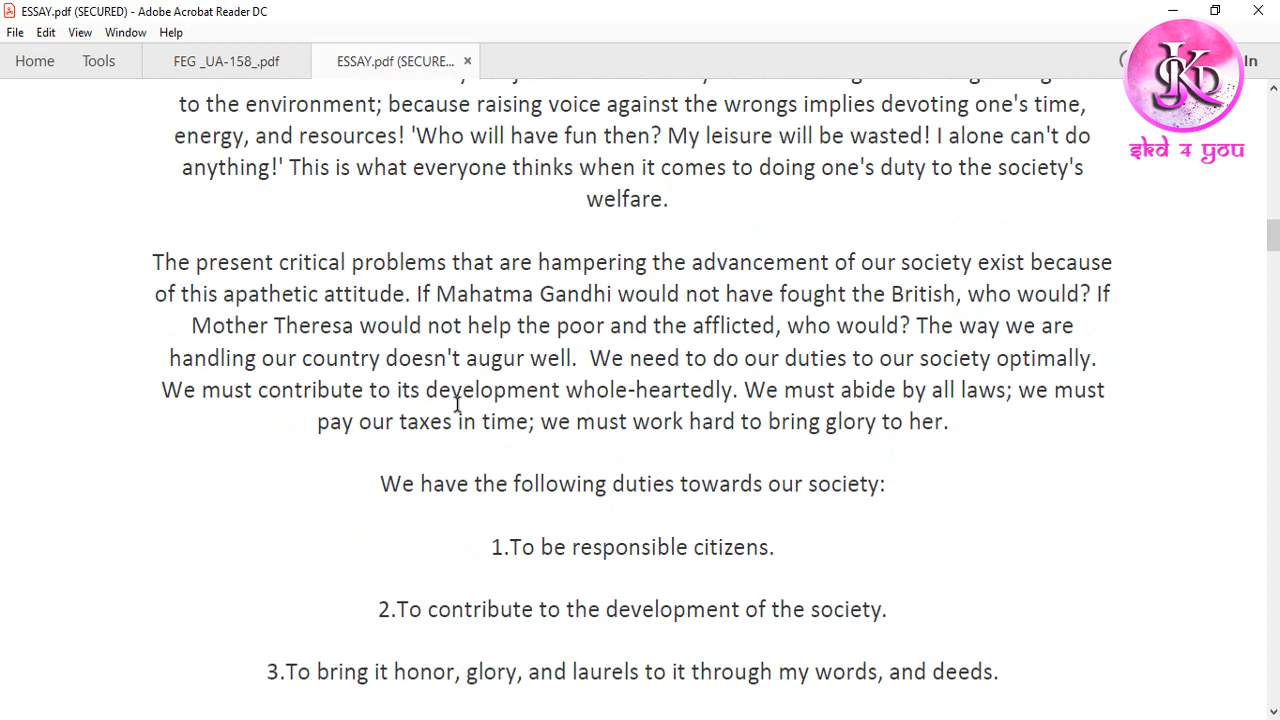 ESSAY.pdf (SECURED) - Adobe Acrobat Reader DC
File Edit View Window Help
Home Tools FEG _UA-158_.pdf ESSAY.pdf (SECURE... × In
to the environment; because raising voice against the wrongs implies devoting one's time,
energy, and resources! 'Who will have fun then? My leisure will be wasted! I alone can't do
anything!' This is what everyone thinks when it comes to doing one's duty to the society's
welfare.
The present critical problems that are hampering the advancement of our society exist because
of this apathetic attitude. If Mahatma Gandhi would not have fought the British, who would? If
Mother Theresa would not help the poor and the afflicted, who would? The way we are
handling our country doesn't augur well.  We need to do our duties to our society optimally.
We must contribute to its development whole-heartedly. We must abide by all laws; we must
pay our taxes in time; we must work hard to bring glory to her.
We have the following duties towards our society:
1.To be responsible citizens.
2.To contribute to the development of the society.
3.To bring it honor, glory, and laurels to it through my words, and deeds.
SKD 4 YOU